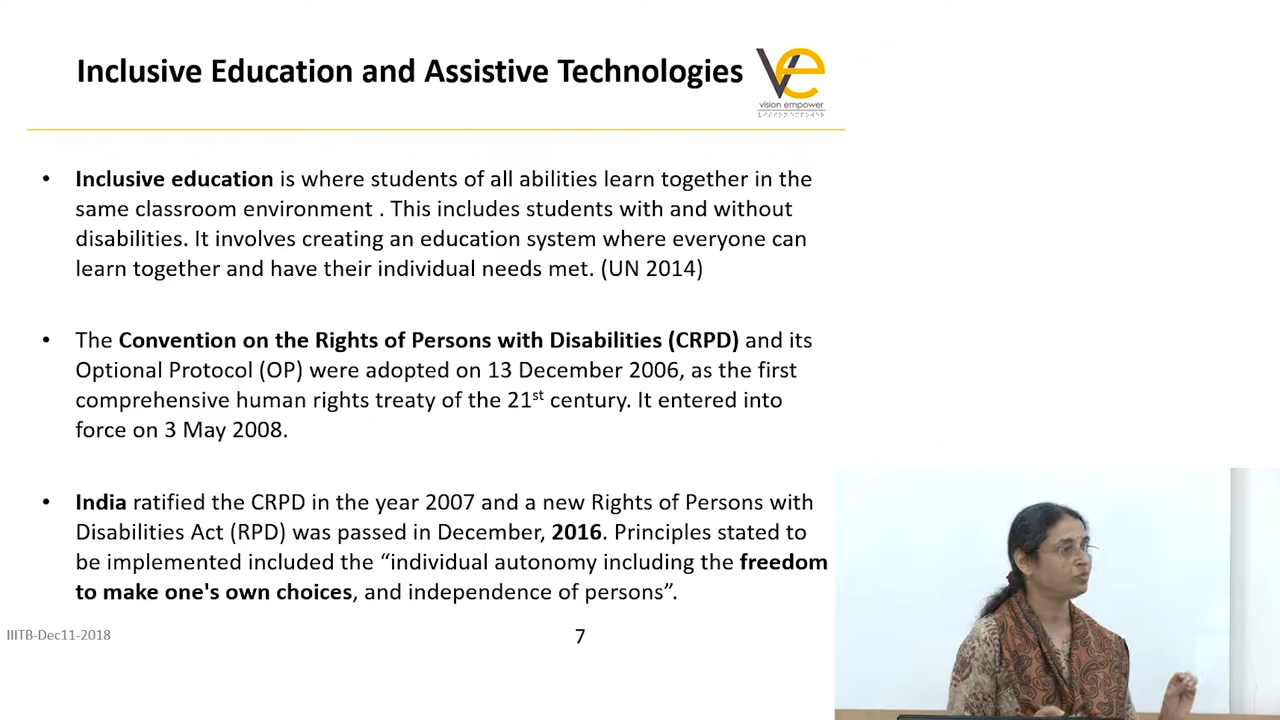 Inclusive Education and Assistive Technologies
vision empower
• Inclusive education is where students of all abilities learn together in the
same classroom environment . This includes students with and without
disabilities. It involves creating an education system where everyone can
learn together and have their individual needs met. (UN 2014)
• The Convention on the Rights of Persons with Disabilities (CRPD) and its
Optional Protocol (OP) were adopted on 13 December 2006, as the first
comprehensive human rights treaty of the 21st century. It entered into
force on 3 May 2008.
• India ratified the CRPD in the year 2007 and a new Rights of Persons with
Disabilities Act (RPD) was passed in December, 2016. Principles stated to
be implemented included the “individual autonomy including the freedom
to make one's own choices, and independence of persons”.
IIITB-Dec11-2018
7